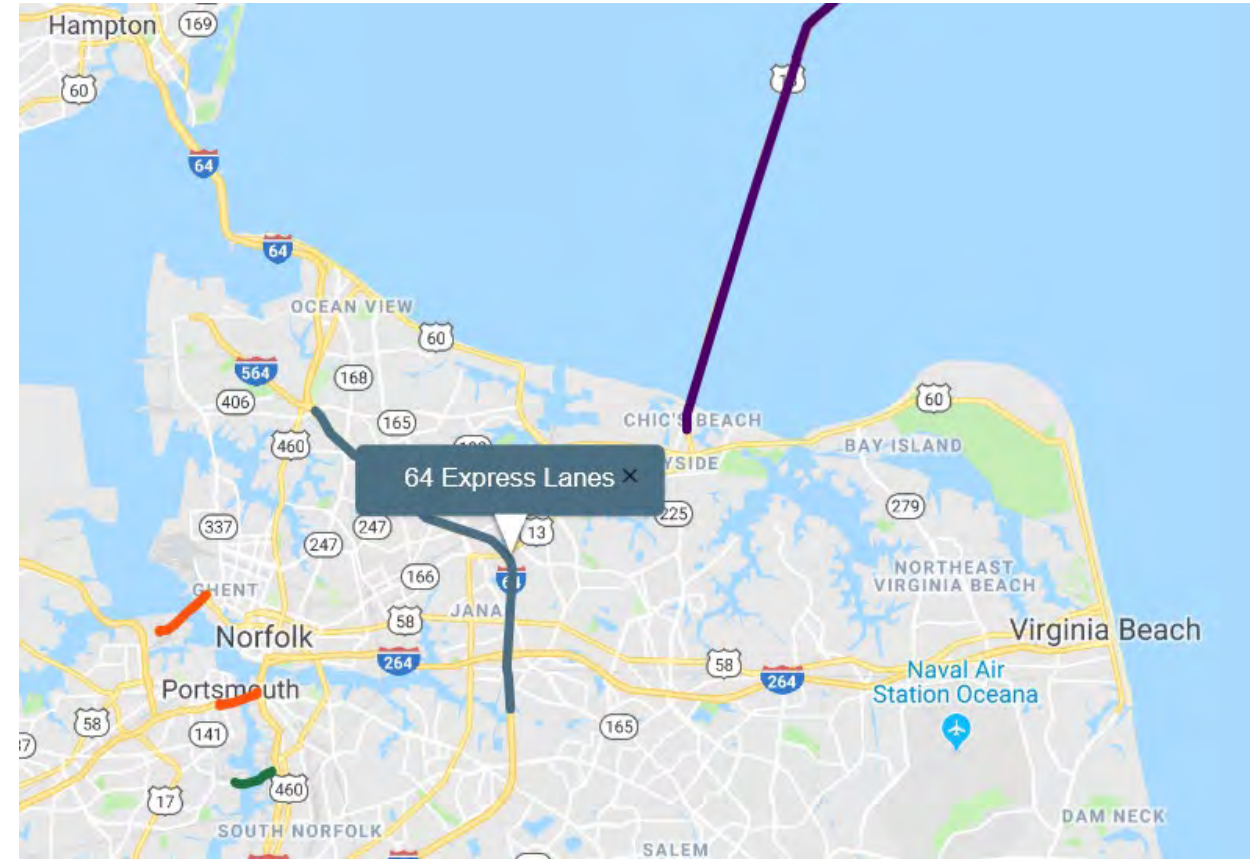 Hampton
169
60
64
64
OCEAN VIEW
60
564
168
406
165
460
CHIC'S BEACH
60
BAY ISLAND
64 Express Lanes ×
YSIDE
337
247
247
13
225
279
166
64
GHENT
JANA
NORTHEAST
VIRGINIA BEACH
58
Norfolk
Virginia Beach
264
58
264
Naval Air
Station Oceana
Portsmouth
58
141
165
17
460
SOUTH NORFOLK
DAM NECK
SALEM